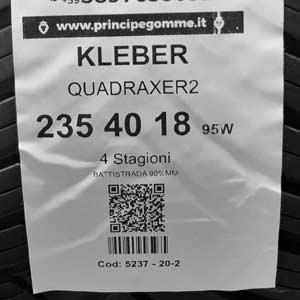 www.principegomme.it
KLEBER
QUADRAXER2
235 40 18 95W
4 Stagioni
BATTISTRADA 90% MM
Cod: 5237 - 20-2